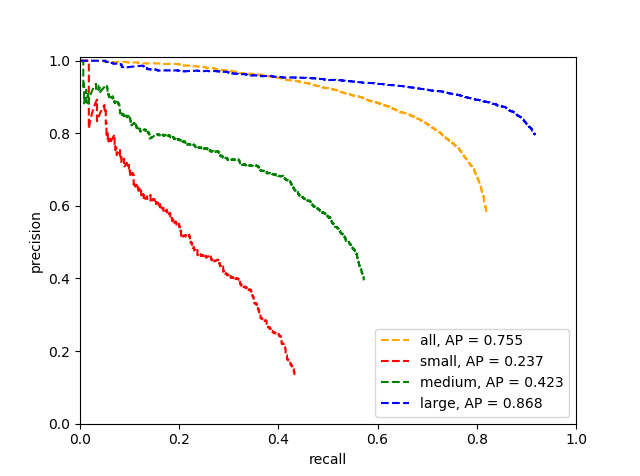 1.0
0.8
0.6
0.4
0.2
0.0
precision
0.0 0.2 0.4 0.6 0.8 1.0
recall
all, AP = 0.755
small, AP = 0.237
medium, AP = 0.423
large, AP = 0.868